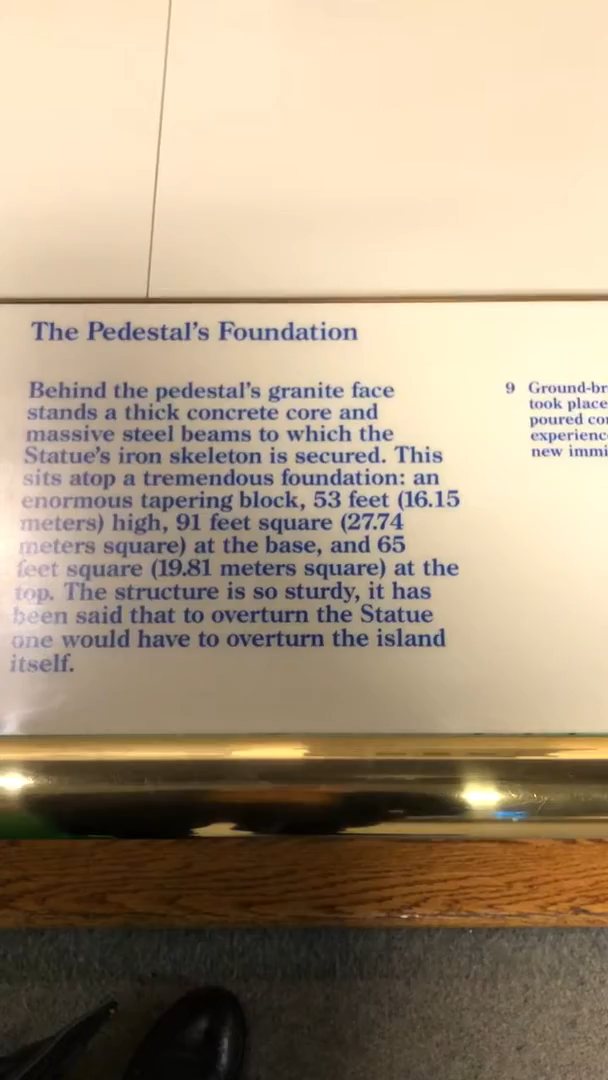 The Pedestal's Foundation
Behind the pedestal's granite face
stands a thick concrete core and
massive steel beams to which the
Statue's iron skeleton is secured. This
sits atop a tremendous foundation: an
enormous tapering block, 53 feet (16.15
meters) high, 91 feet square (27.74
meters square) at the base, and 65
feet square (19.81 meters square) at the
top. The structure is so sturdy, it has
been said that to overturn the Statue
one would have to overturn the island
itself.
9 Ground-br
took place
poured
new